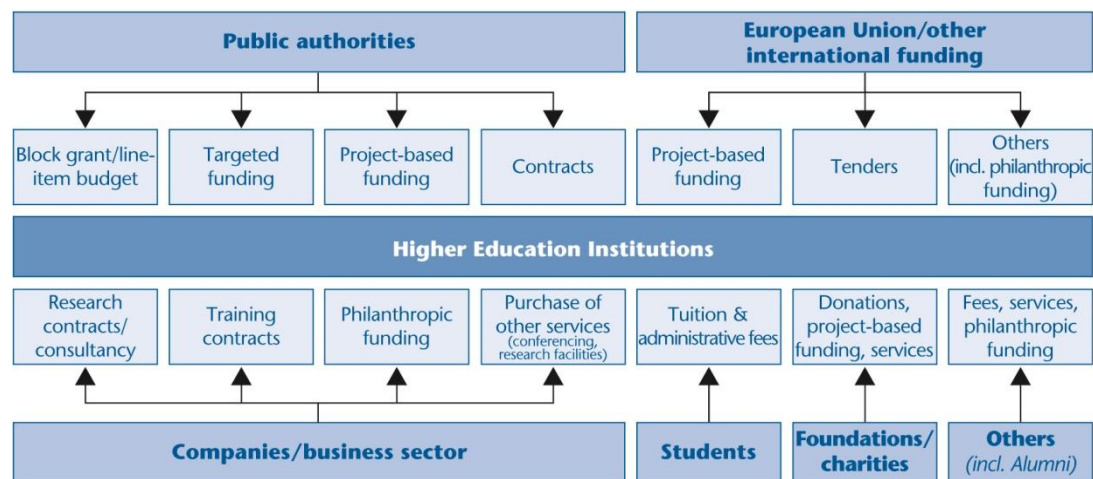 Public authorities
European Union/other
international funding
Block grant/line-
item budget
Targeted
funding
Project-based
funding
Contracts
Project-based
funding
Tenders
Others
(incl. philanthropic
funding)
Higher Education Institutions
Research
contracts/
consultancy
Training
contracts
Philanthropic
funding
Purchase of
other services
(conferencing,
research facilities)
Tuition &
administrative fees
Donations,
project-based
funding, services
Fees, services,
philanthropic
funding
Companies/business sector
Students
Foundations/
charities
Others
(incl. Alumni)